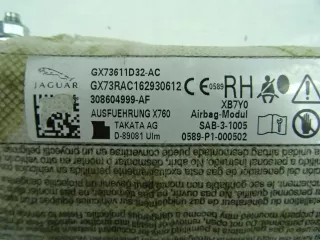 JAGUAR
GX73611D32-AC
GX73RAC162930612
CE 0589
RH
308604999-AF
XB7Y0
AUSFUEHRUNG X760
Airbag-Modul
TAKATA AG
SAB-3-1005
D-89081 Ulm
0589-P1-000502